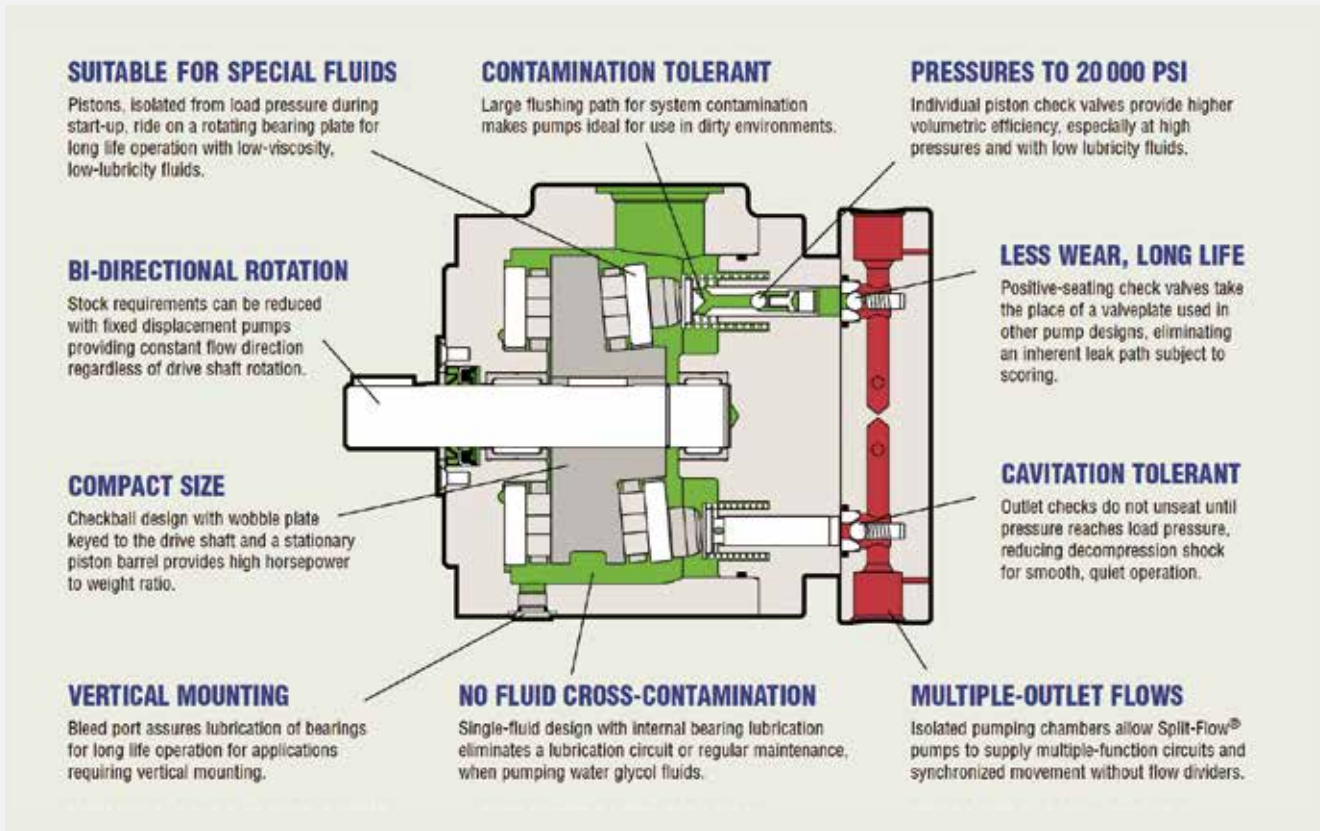 SUITABLE FOR SPECIAL FLUIDS
Pistons, isolated from load pressure during
start-up, ride on a rotating bearing plate for
long life operation with low-viscosity,
low-lubricity fluids.
CONTAMINATION TOLERANT
Large flushing path for system contamination
makes pumps ideal for use in dirty environments.
PRESSURES TO 20 000 PSI
Individual piston check valves provide higher
volumetric efficiency, especially at high
pressures and with low lubricity fluids.
BI-DIRECTIONAL ROTATION
Stock requirements can be reduced
with fixed displacement pumps
providing constant flow direction
regardless of drive shaft rotation.
LESS WEAR, LONG LIFE
Positive-seating check valves take
the place of a valveplate used in
other pump designs, eliminating
an inherent leak path subject to
scoring.
COMPACT SIZE
Checkball design with wobble plate
keyed to the drive shaft and a stationary
piston barrel provides high horsepower
to weight ratio.
CAVITATION TOLERANT
Outlet checks do not unseat until
pressure reaches load pressure,
reducing decompression shock
for smooth, quiet operation.
VERTICAL MOUNTING
Bleed port assures lubrication of bearings
for long life operation for applications
requiring vertical mounting.
NO FLUID CROSS-CONTAMINATION
Single-fluid design with internal bearing lubrication
eliminates a lubrication circuit or regular maintenance,
when pumping water glycol fluids.
MULTIPLE-OUTLET FLOWS
Isolated pumping chambers allow Split-Flow®
pumps to supply multiple-function circuits and
synchronized movement without flow dividers.